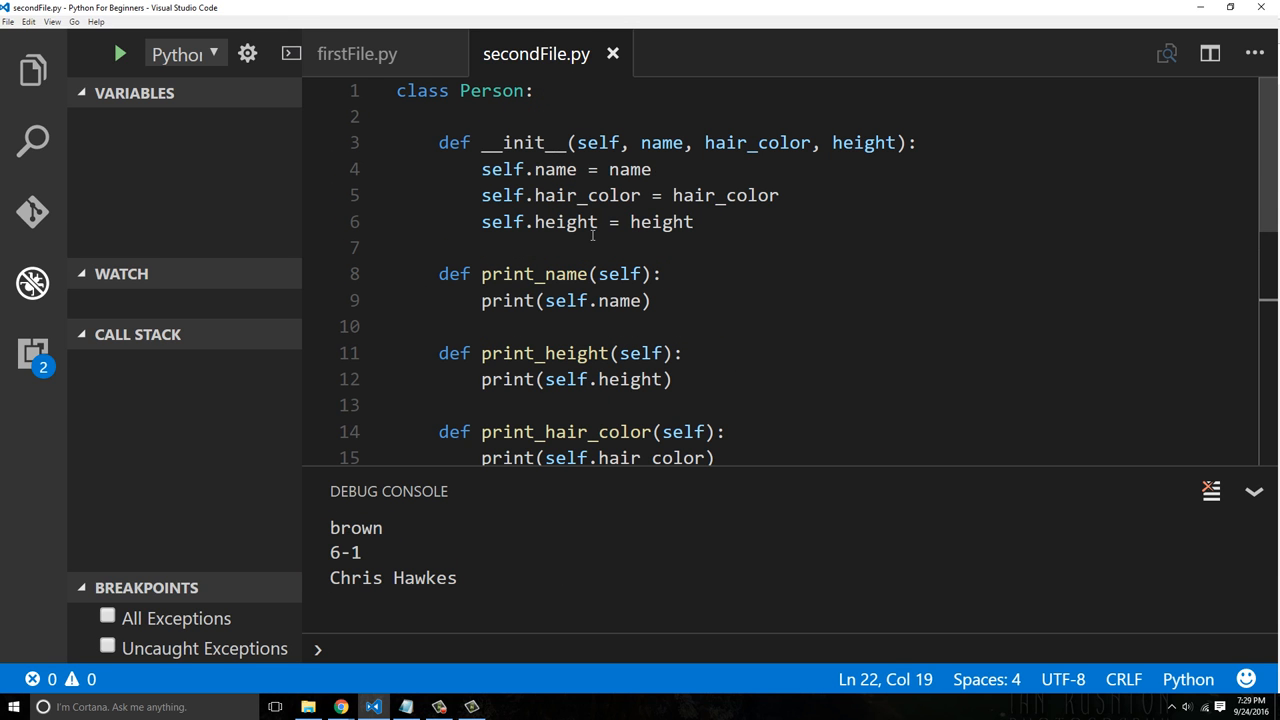 secondFile.py - Python For Beginners - Visual Studio Code
File Edit View Go Help
Pythor
firstFile.py secondFile.py
VARIABLES
WATCH
CALL STACK
2
BREAKPOINTS
All Exceptions
Uncaught Exceptions
1 class Person:
2
3 def __init__(self, name, hair_color, height):
4 self.name = name
5 self.hair_color = hair_color
6 self.height = height
7
8 def print_name(self):
9 print(self.name)
10
11 def print_height(self):
12 print(self.height)
13
14 def print_hair_color(self):
15 print(self.hair color)
DEBUG CONSOLE
brown
6-1
Chris Hawkes
0 0 Ln 22, Col 19 Spaces: 4 UTF-8 CRLF Python
I'm Cortana. Ask me anything.
7:29 PM
9/24/2016